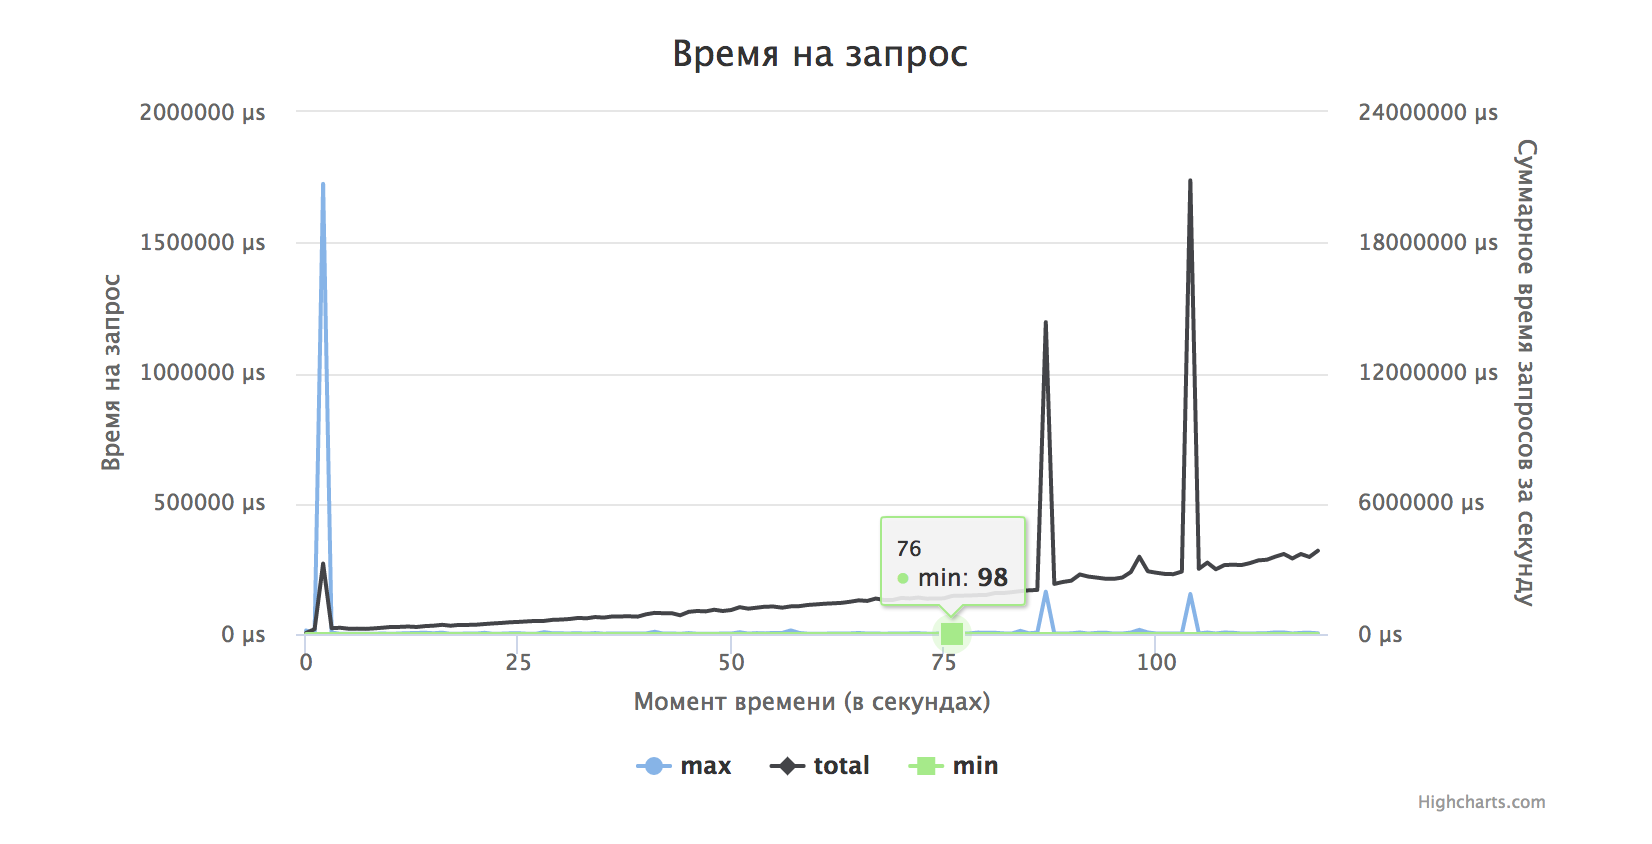 Время на запрос
2000000 µs
1500000 µs
1000000 µs
500000 µs
0 µs
Время на запрос
24000000 µs
18000000 µs
12000000 µs
6000000 µs
0 µs
Суммарное время запросов за секунду
76
min: 98
0 25 50 75 100
Момент времени (в секундах)
max total min
Highcharts.com